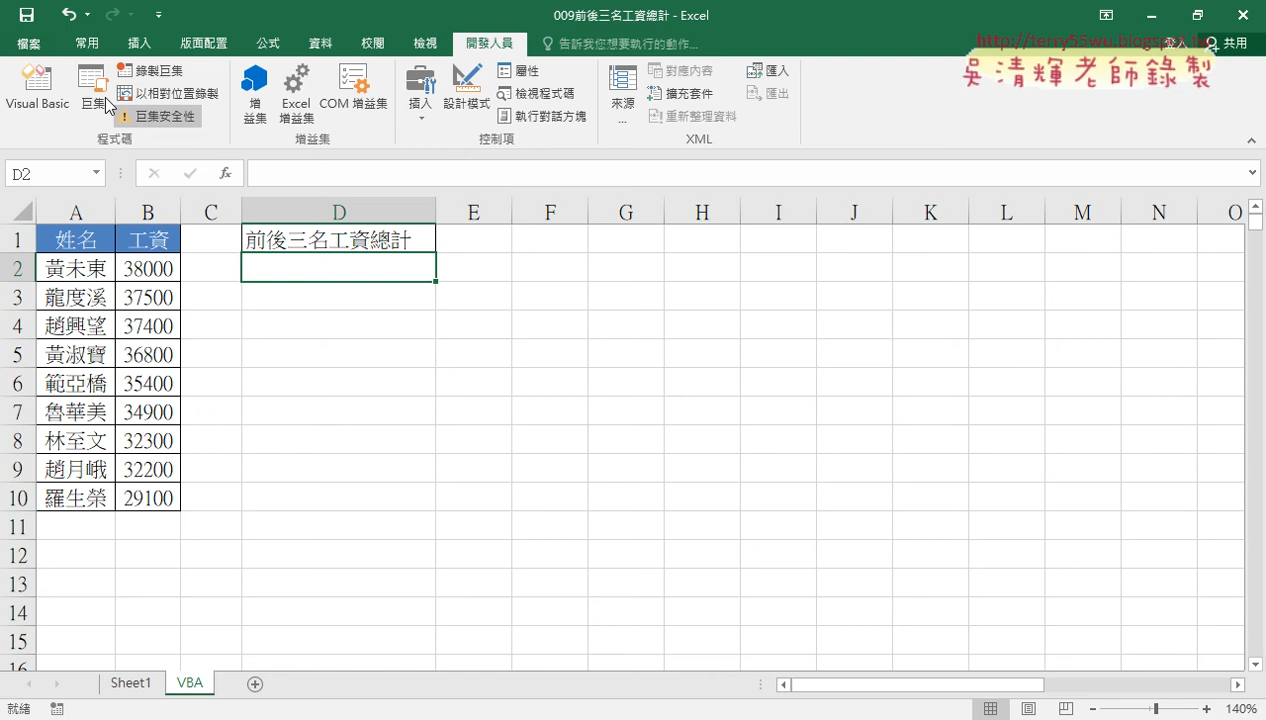 009前後三名工資總計 - Excel
檔案 常用 插入 版面配置 公式 資料 校閱 檢視 開發人員 告訴我您想要執行的動作... 登入 共用
http://terry55wu.blogspot.tw
吳清輝老師錄製
Visual Basic 巨集 錄製巨集 以相對位置錄製 巨集安全性
程式碼
增益集 Excel 增益集 COM 增益集
增益集
插入 設計模式 屬性 檢視程式碼 執行對話方塊
控制項
來源... 對應內容 擴充套件 重新整理資料 匯入 匯出
XML
D2 fx
A B C D E F G H I J K L M N O
1 姓名 工資 前後三名工資總計
2 黃未東 38000
3 龍度溪 37500
4 趙興望 37400
5 黃淑寶 36800
6 範亞橋 35400
7 魯華美 34900
8 林至文 32300
9 趙月峨 32200
10 羅生榮 29100
11
12
13
14
15
16
Sheet1 VBA
就緒 140%